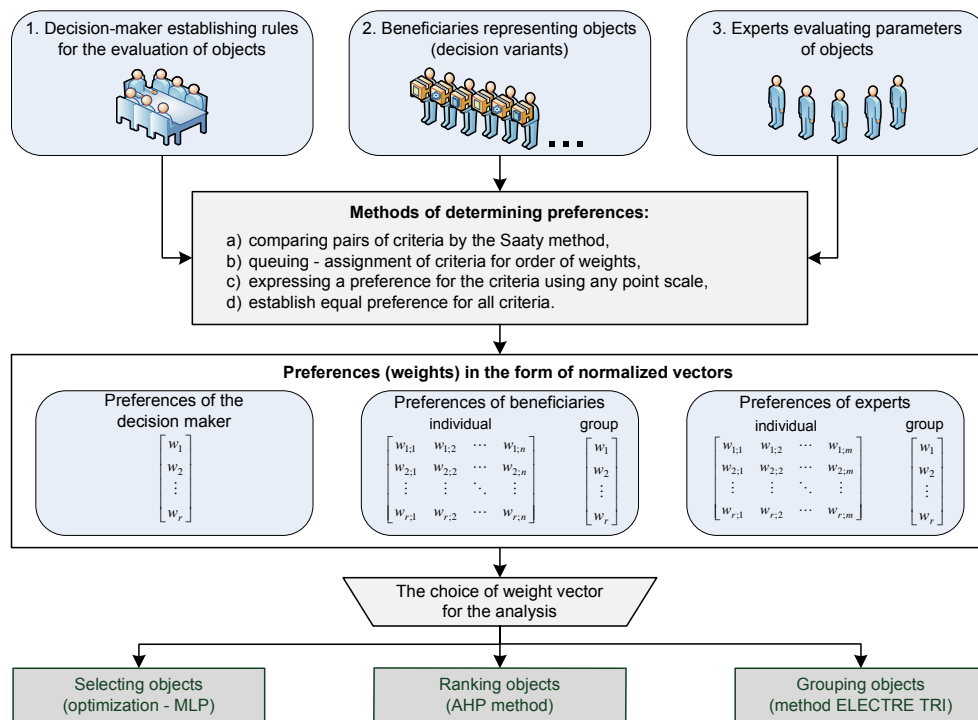 1. Decision-maker establishing rules
for the evaluation of objects
2. Beneficiaries representing objects
(decision variants)
3. Experts evaluating parameters
of objects
...
Methods of determining preferences:
a) comparing pairs of criteria by the Saaty method,
b) queuing - assignment of criteria for order of weights,
c) expressing a preference for the criteria using any point scale,
d) establish equal preference for all criteria.
Preferences (weights) in the form of normalized vectors
Preferences of the
decision maker
w₁
w₂
⋮
wᵣ
Preferences of beneficiaries
individual
w₁;₁ w₁;₂ ⋯ w₁;ₙ
w₂;₁ w₂;₂ ⋯ w₂;ₙ
⋮ ⋮ ⋱ ⋮
wᵣ;₁ wᵣ;₂ ⋯ wᵣ;ₙ
group
w₁
w₂
⋮
wᵣ
Preferences of experts
individual
w₁;₁ w₁;₂ ⋯ w₁;ₘ
w₂;₁ w₂;₂ ⋯ w₂;ₘ
⋮ ⋮ ⋱ ⋮
wᵣ;₁ wᵣ;₂ ⋯ wᵣ;ₘ
group
w₁
w₂
⋮
wᵣ
The choice of weight vector
for the analysis
Selecting objects
(optimization - MLP)
Ranking objects
(AHP method)
Grouping objects
(method ELECTRE TRI)